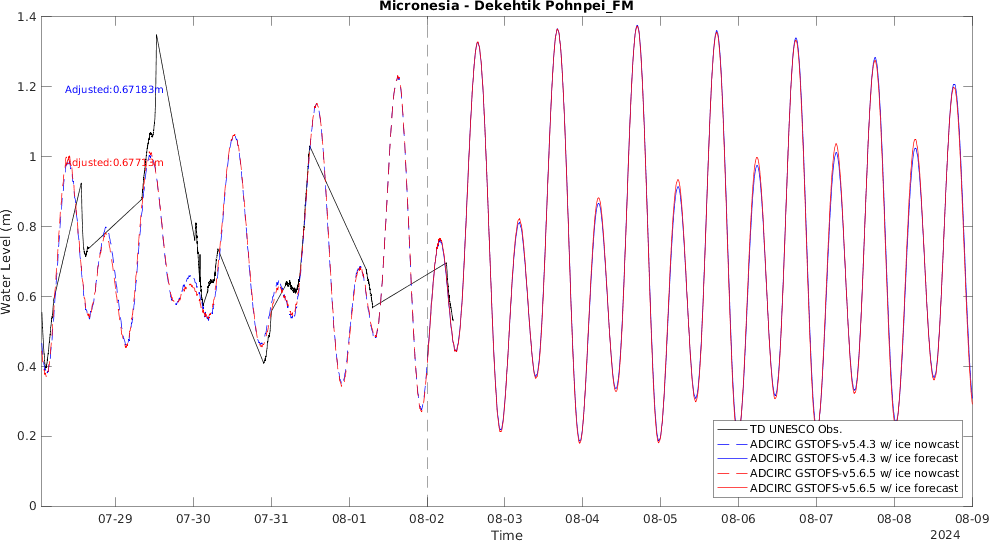 Micronesia - Dekehtik Pohnpei_FM
Water Level (m)
1.4
1.2
1
0.8
0.6
0.4
0.2
0
Adjusted:0.67183m
Adjusted:0.67713m
TD UNESCO Obs.
ADCIRC GSTOFS-v5.4.3 w/ ice nowcast
ADCIRC GSTOFS-v5.4.3 w/ ice forecast
ADCIRC GSTOFS-v5.6.5 w/ ice nowcast
ADCIRC GSTOFS-v5.6.5 w/ ice forecast
07-29 07-30 07-31 08-01 08-02 08-03 08-04 08-05 08-06 08-07 08-08 08-09
Time
2024